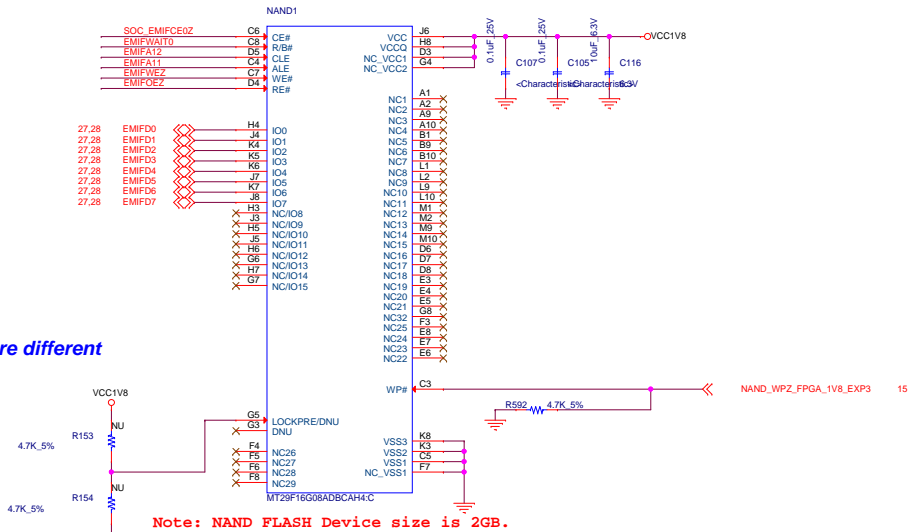 NAND1
SOC_EMIFCE0Z C6 CE#
EMIFWAIT0 C8 R/B#
EMIFA12 D5 CLE
EMIFA11 C4 ALE
EMIFWEZ C7 WE#
EMIFOEZ D4 RE#
27,28 EMIFD0 H4 IO0
27,28 EMIFD1 J4 IO1
27,28 EMIFD2 K4 IO2
27,28 EMIFD3 K5 IO3
27,28 EMIFD4 K6 IO4
27,28 EMIFD5 J7 IO5
27,28 EMIFD6 K7 IO6
27,28 EMIFD7 J8 IO7
H3 NC/IO8
J3 NC/IO9
H5 NC/IO10
J5 NC/IO11
H6 NC/IO12
G6 NC/IO13
H7 NC/IO14
G7 NC/IO15
VCC J6
VCCQ H8
NC_VCC1 D3
NC_VCC2 G4
VCC1V8
0.1uF_25V
0.1uF_25V
10uF_6.3V
C107
C105
C116
<Characteristic>
<Characteristic>
6.3V
NC1 A1
NC2 A2
NC3 A9
NC4 A10
NC5 B1
NC6 B9
NC7 B10
NC8 L1
NC9 L2
NC10 L9
NC11 L10
NC12 M1
NC13 M2
NC14 M9
NC15 M10
NC16 D6
NC17 D7
NC18 D8
NC19 E3
NC20 E4
NC21 E5
NC32 G8
NC25 F3
NC24 E8
NC23 E7
NC22 E6
re different
WP# C3
NAND_WPZ_FPGA_1V8_EXP3 15
R592 4.7K_5%
VCC1V8
NU
R153
4.7K_5%
NU
R154
4.7K_5%
G5 LOCKPRE/DNU
G3 DNU
F4 NC26
F5 NC27
F6 NC28
F8 NC29
VSS3 K8
VSS2 K3
VSS1 C5
NC_VSS1 F7
MT29F16G08ADBCAH4:C
Note: NAND FLASH Device size is 2GB.